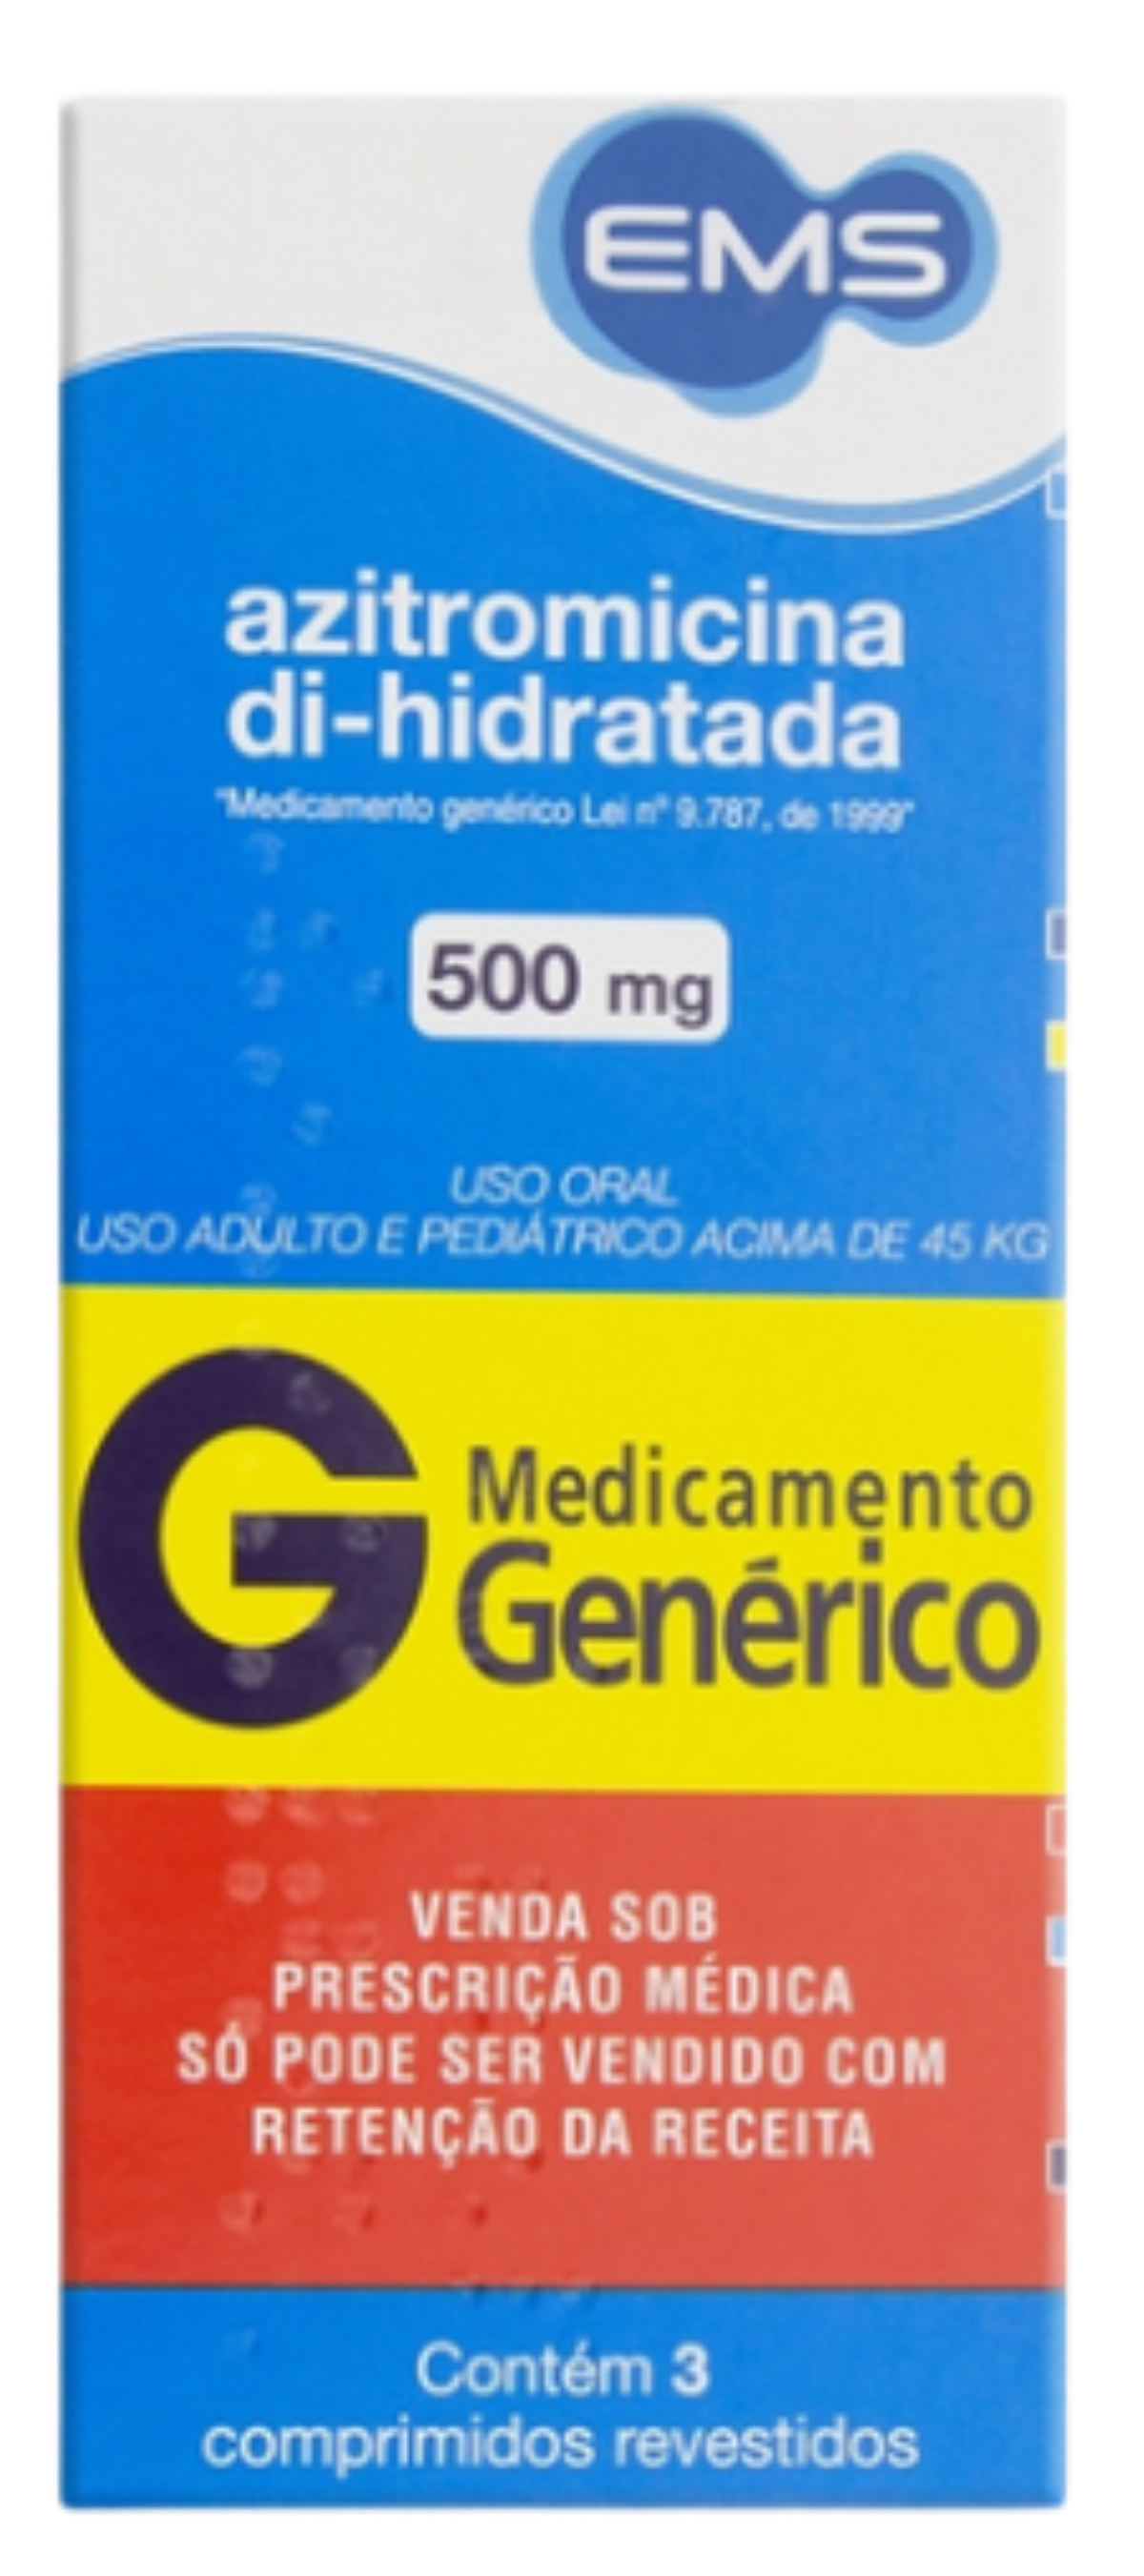 EMS
azitromicina
di-hidratada
"Medicamento genérico Lei nº 9.787, de 1999"
500 mg
USO ORAL
USO ADULTO E PEDIÁTRICO ACIMA DE 45 KG
G
Medicamento
Genérico
VENDA SOB
PRESCRIÇÃO MÉDICA
SÓ PODE SER VENDIDO COM
RETENÇÃO DA RECEITA
Contém 3
comprimidos revestidos